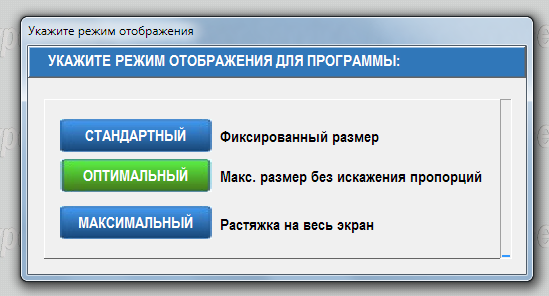 Укажите режим отображения
УКАЖИТЕ РЕЖИМ ОТОБРАЖЕНИЯ ДЛЯ ПРОГРАММЫ:
СТАНДАРТНЫЙ Фиксированный размер
ОПТИМАЛЬНЫЙ Макс. размер без искажения пропорций
МАКСИМАЛЬНЫЙ Растяжка на весь экран